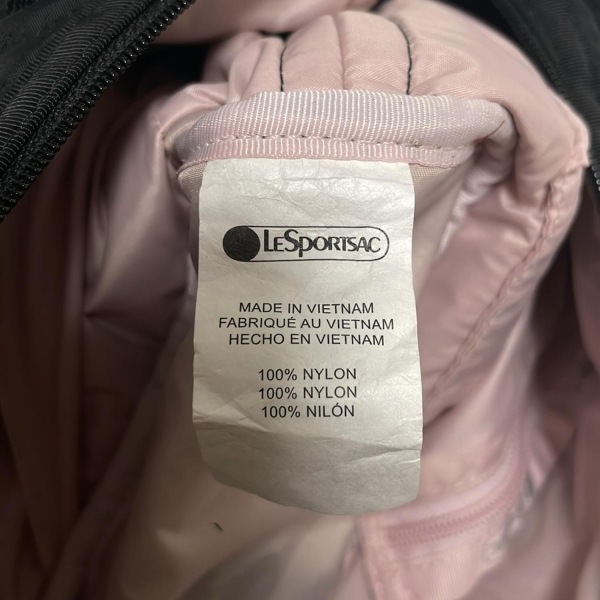 LeSportsac
MADE IN VIETNAM
FABRIQUÉ AU VIETNAM
HECHO EN VIETNAM
100% NYLON
100% NYLON
100% NILÓN